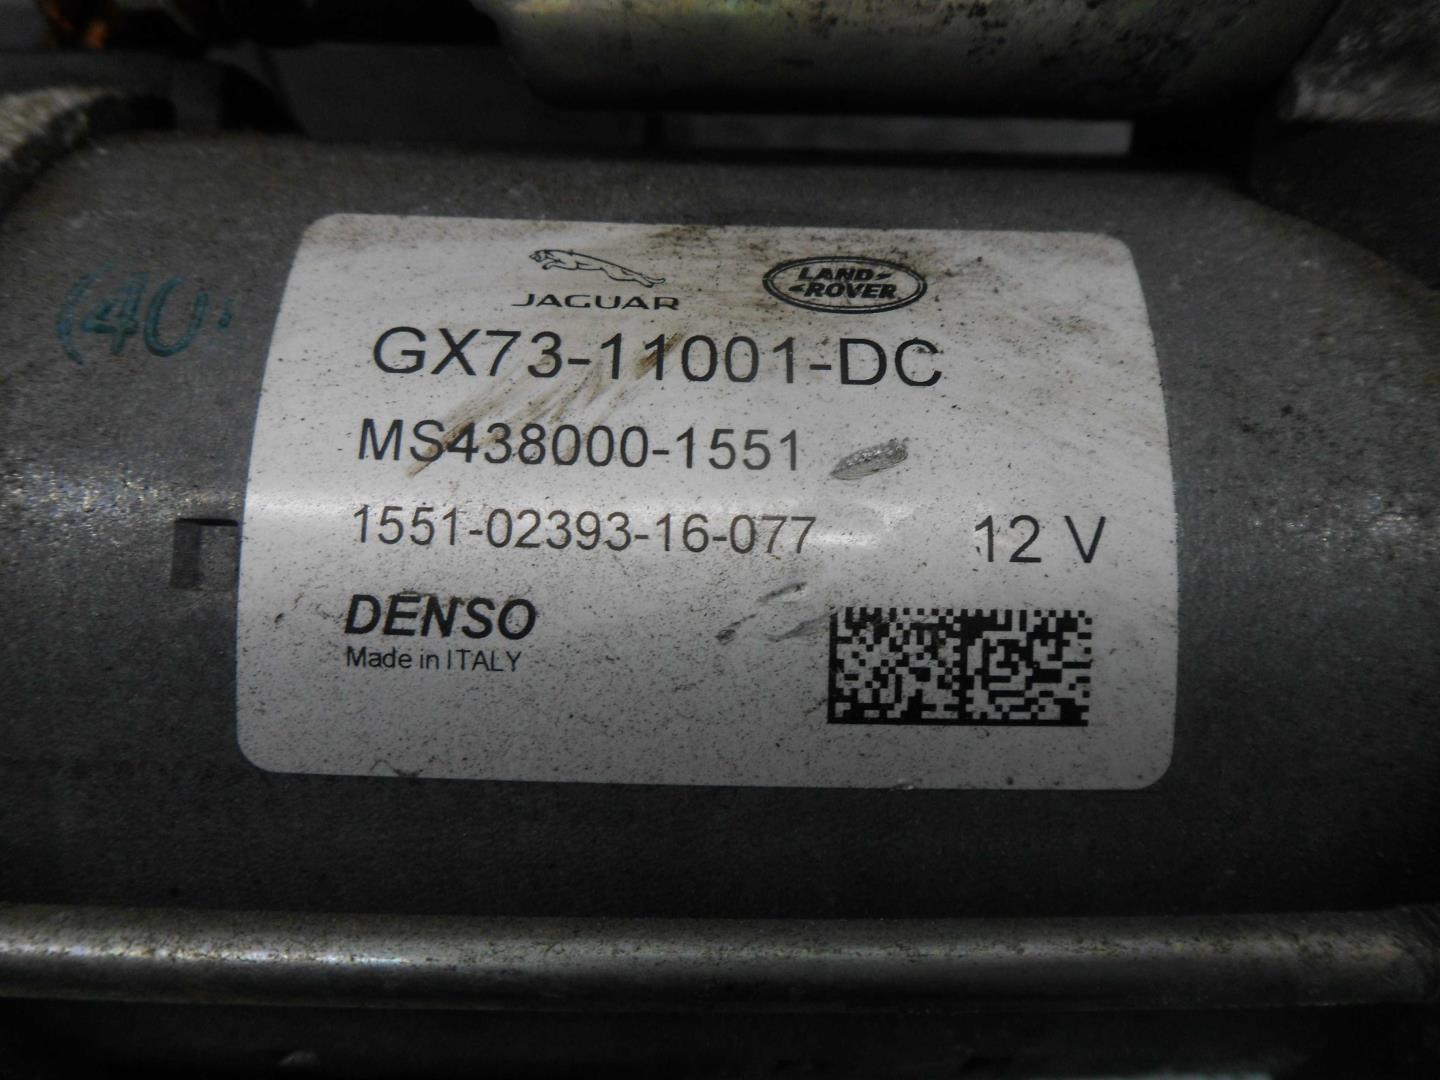 JAGUAR
LAND-
-ROVER
GX73-11001-DC
MS438000-1551
1551-02393-16-077
12 V
DENSO
Made in ITALY
(40